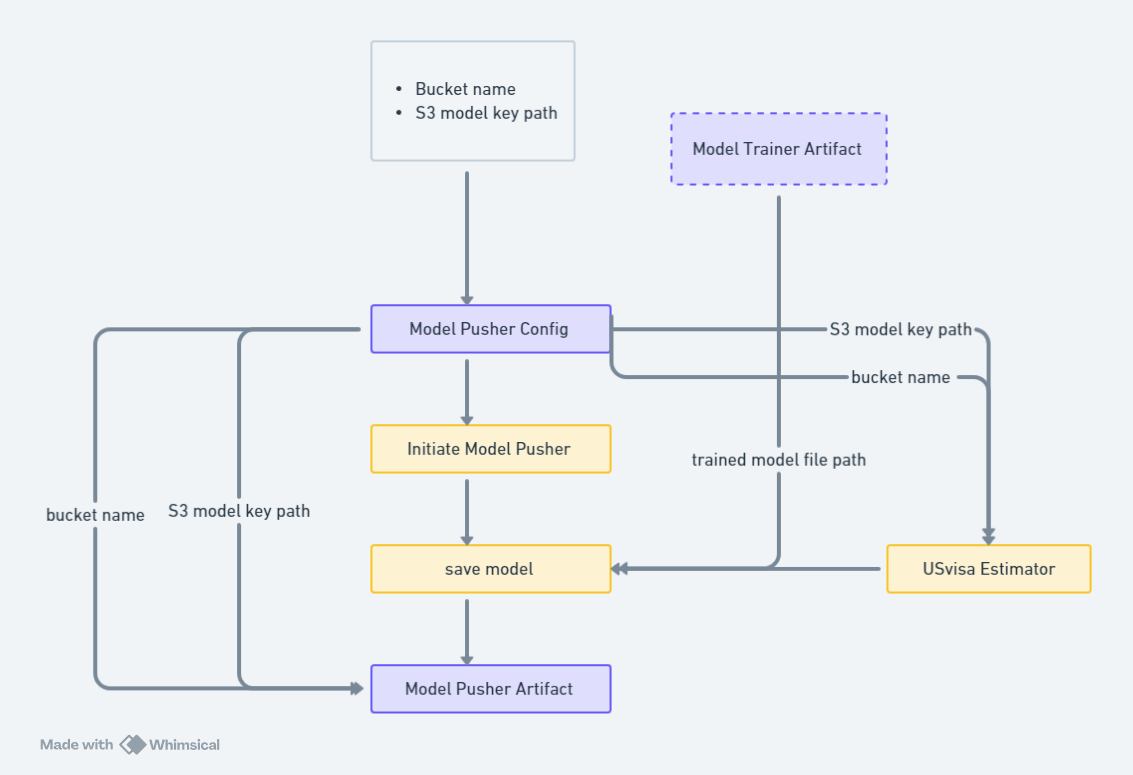 • Bucket name
• S3 model key path
Model Trainer Artifact
Model Pusher Config
S3 model key path
bucket name
Initiate Model Pusher
trained model file path
bucket name
S3 model key path
save model
USvisa Estimator
Model Pusher Artifact
Made with Whimsical